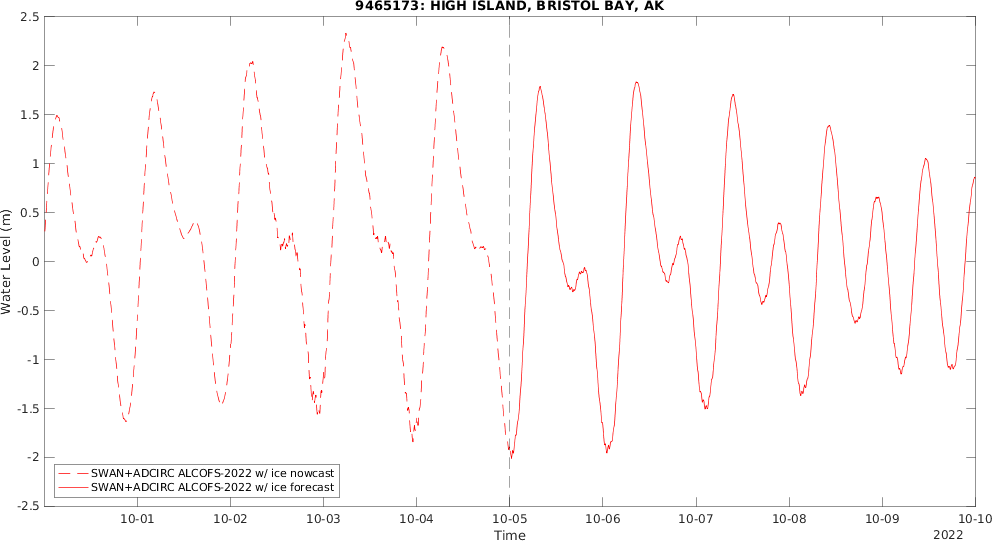 9465173: HIGH ISLAND, BRISTOL BAY, AK
2.5
2
1.5
1
0.5
0
-0.5
-1
-1.5
-2
-2.5
Water Level (m)
SWAN+ADCIRC ALCOFS-2022 w/ ice nowcast
SWAN+ADCIRC ALCOFS-2022 w/ ice forecast
10-01 10-02 10-03 10-04 10-05 10-06 10-07 10-08 10-09 10-10
Time
2022